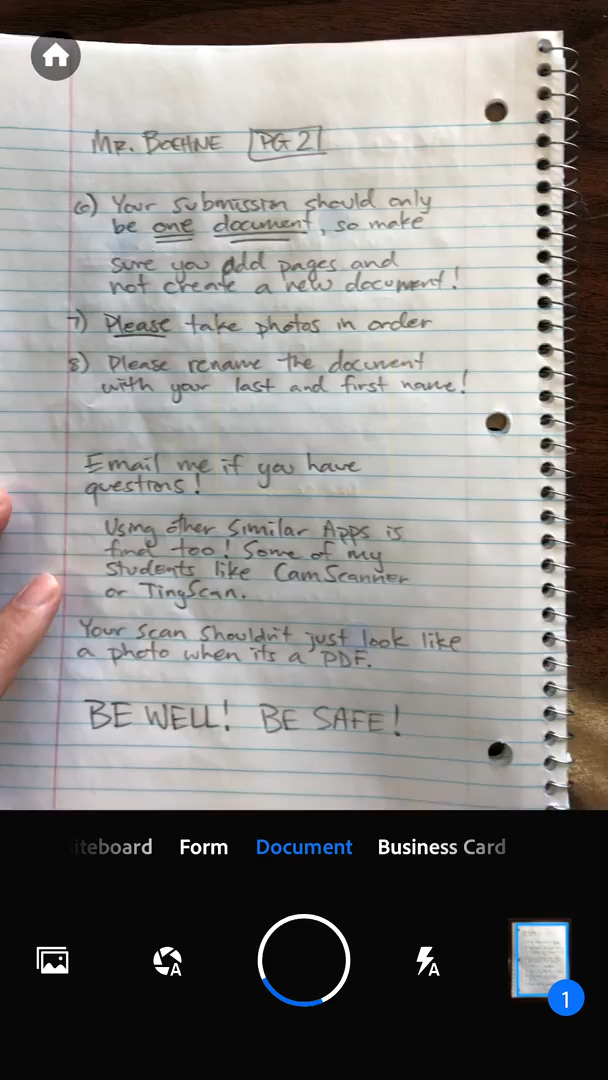 MR. BOEHNE PG 2
6) Your submission should only
be one document, so make
sure you add pages and
not create a new document!
7) Please take photos in order
8) Please rename the document
with your last and first name!
Email me if you have
questions!
Using other similar Apps is
fine too! Some of my
students like CamScanner
or TinyScan.
Your scan shouldn't just look like
a photo when its a PDF.
BE WELL! BE SAFE!
iteboard Form Document Business Card
A A
1